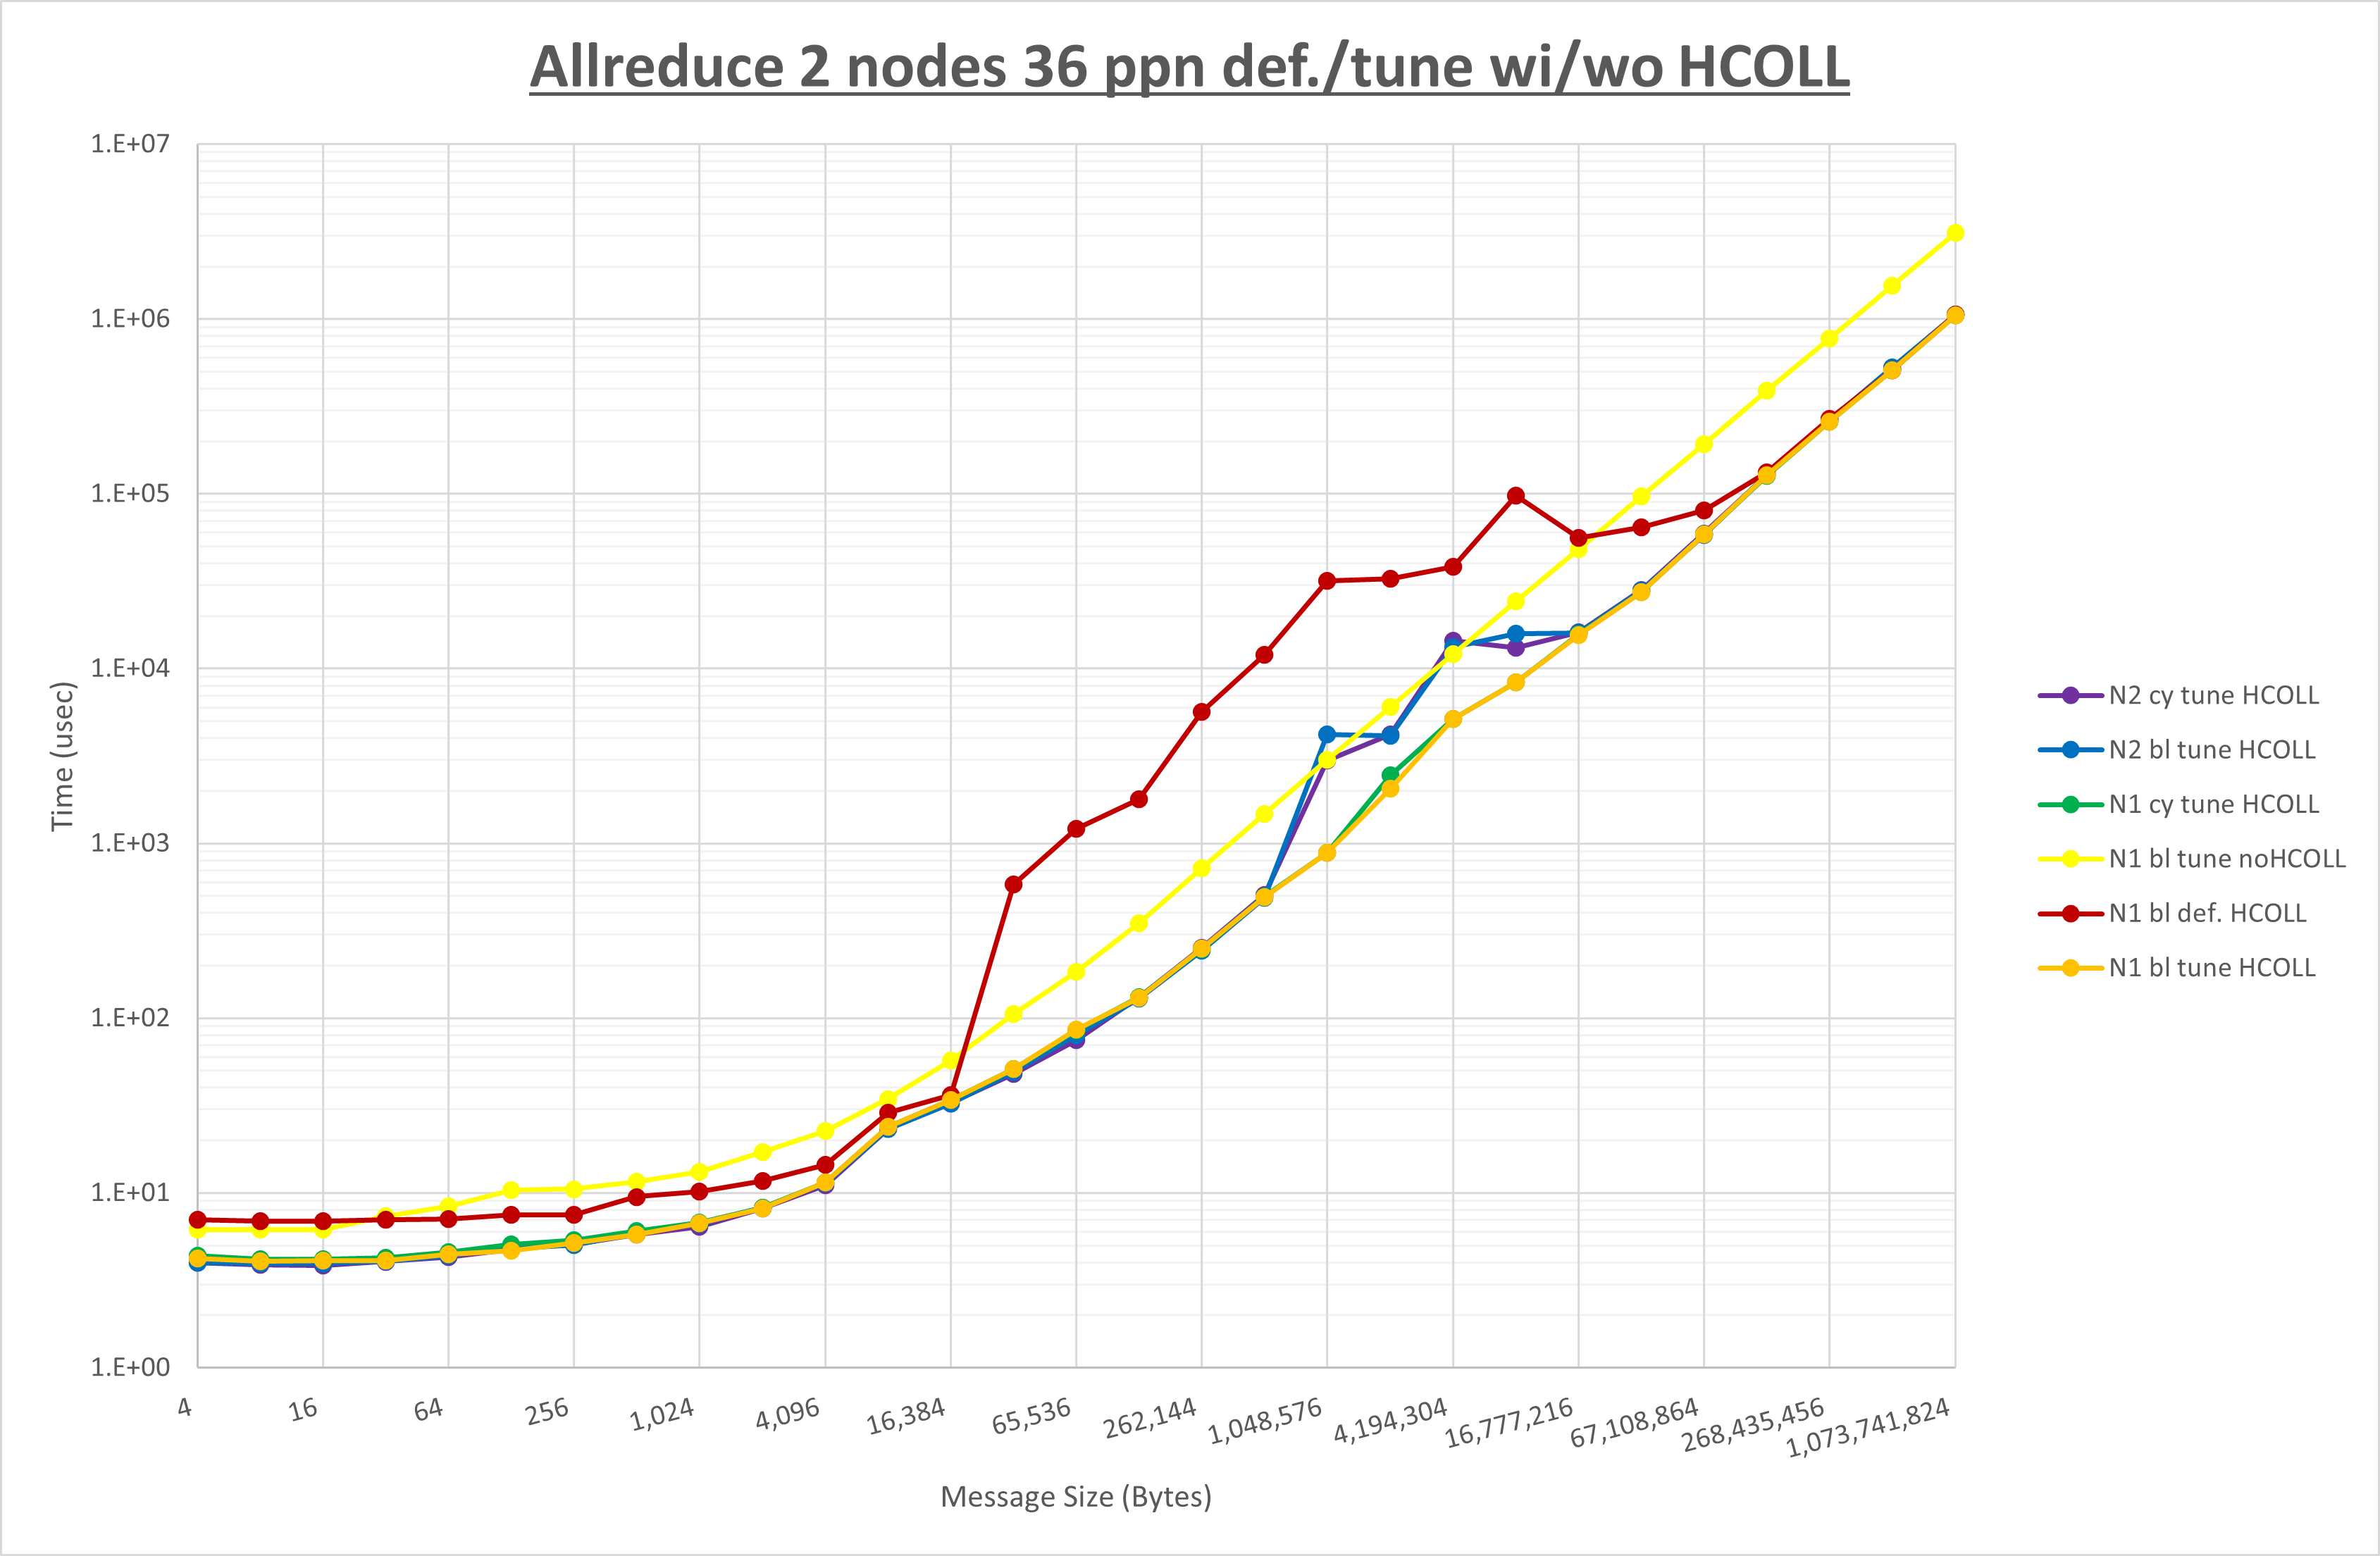 Allreduce 2 nodes 36 ppn def./tune wi/wo HCOLL
1.E+07
1.E+06
1.E+05
1.E+04
1.E+03
1.E+02
1.E+01
1.E+00
Time (usec)
4
16
64
256
1,024
4,096
16,384
65,536
262,144
1,048,576
4,194,304
16,777,216
67,108,864
268,435,456
1,073,741,824
Message Size (Bytes)
N2 cy tune HCOLL
N2 bl tune HCOLL
N1 cy tune HCOLL
N1 bl tune noHCOLL
N1 bl def. HCOLL
N1 bl tune HCOLL